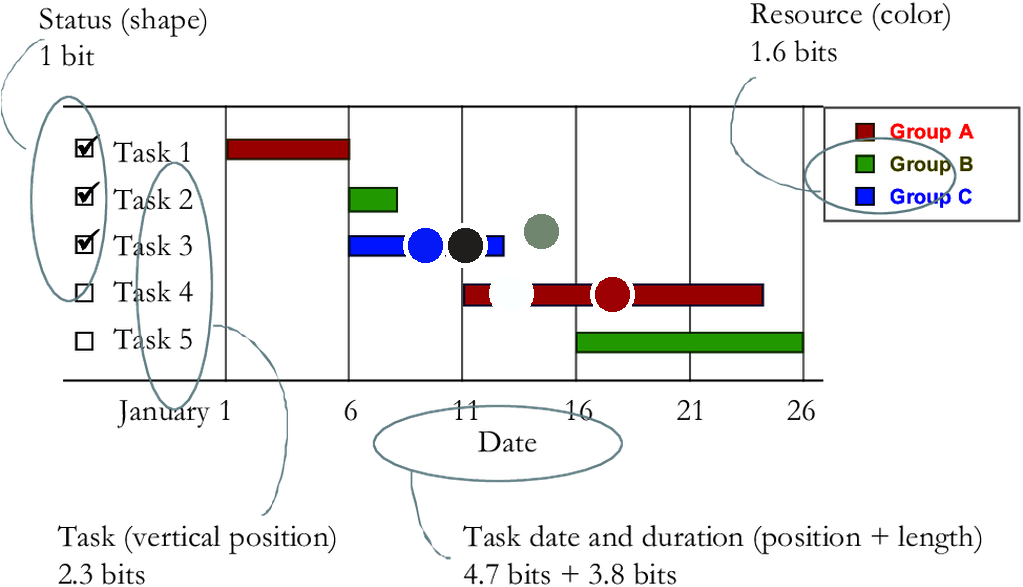 Status (shape)
1 bit
Resource (color)
1.6 bits
Group A
Group B
Group C
Task 1
Task 2
Task 3
Task 4
Task 5
January 1 6 11 16 21 26
Date
Task (vertical position)
2.3 bits
Task date and duration (position + length)
4.7 bits + 3.8 bits